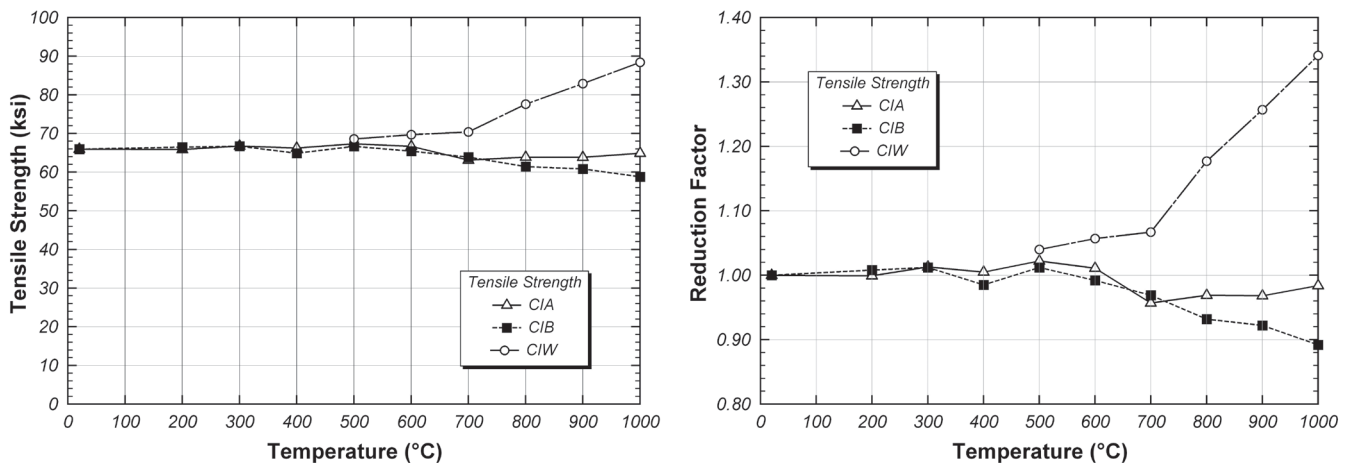 100
90
80
70
60
50
40
30
20
10
0
Tensile Strength (ksi)
Tensile Strength
CIA
CIB
CIW
0 100 200 300 400 500 600 700 800 900 1000
Temperature (°C)
1.40
1.30
1.20
1.10
1.00
0.90
0.80
Reduction Factor
Tensile Strength
CIA
CIB
CIW
0 100 200 300 400 500 600 700 800 900 1000
Temperature (°C)